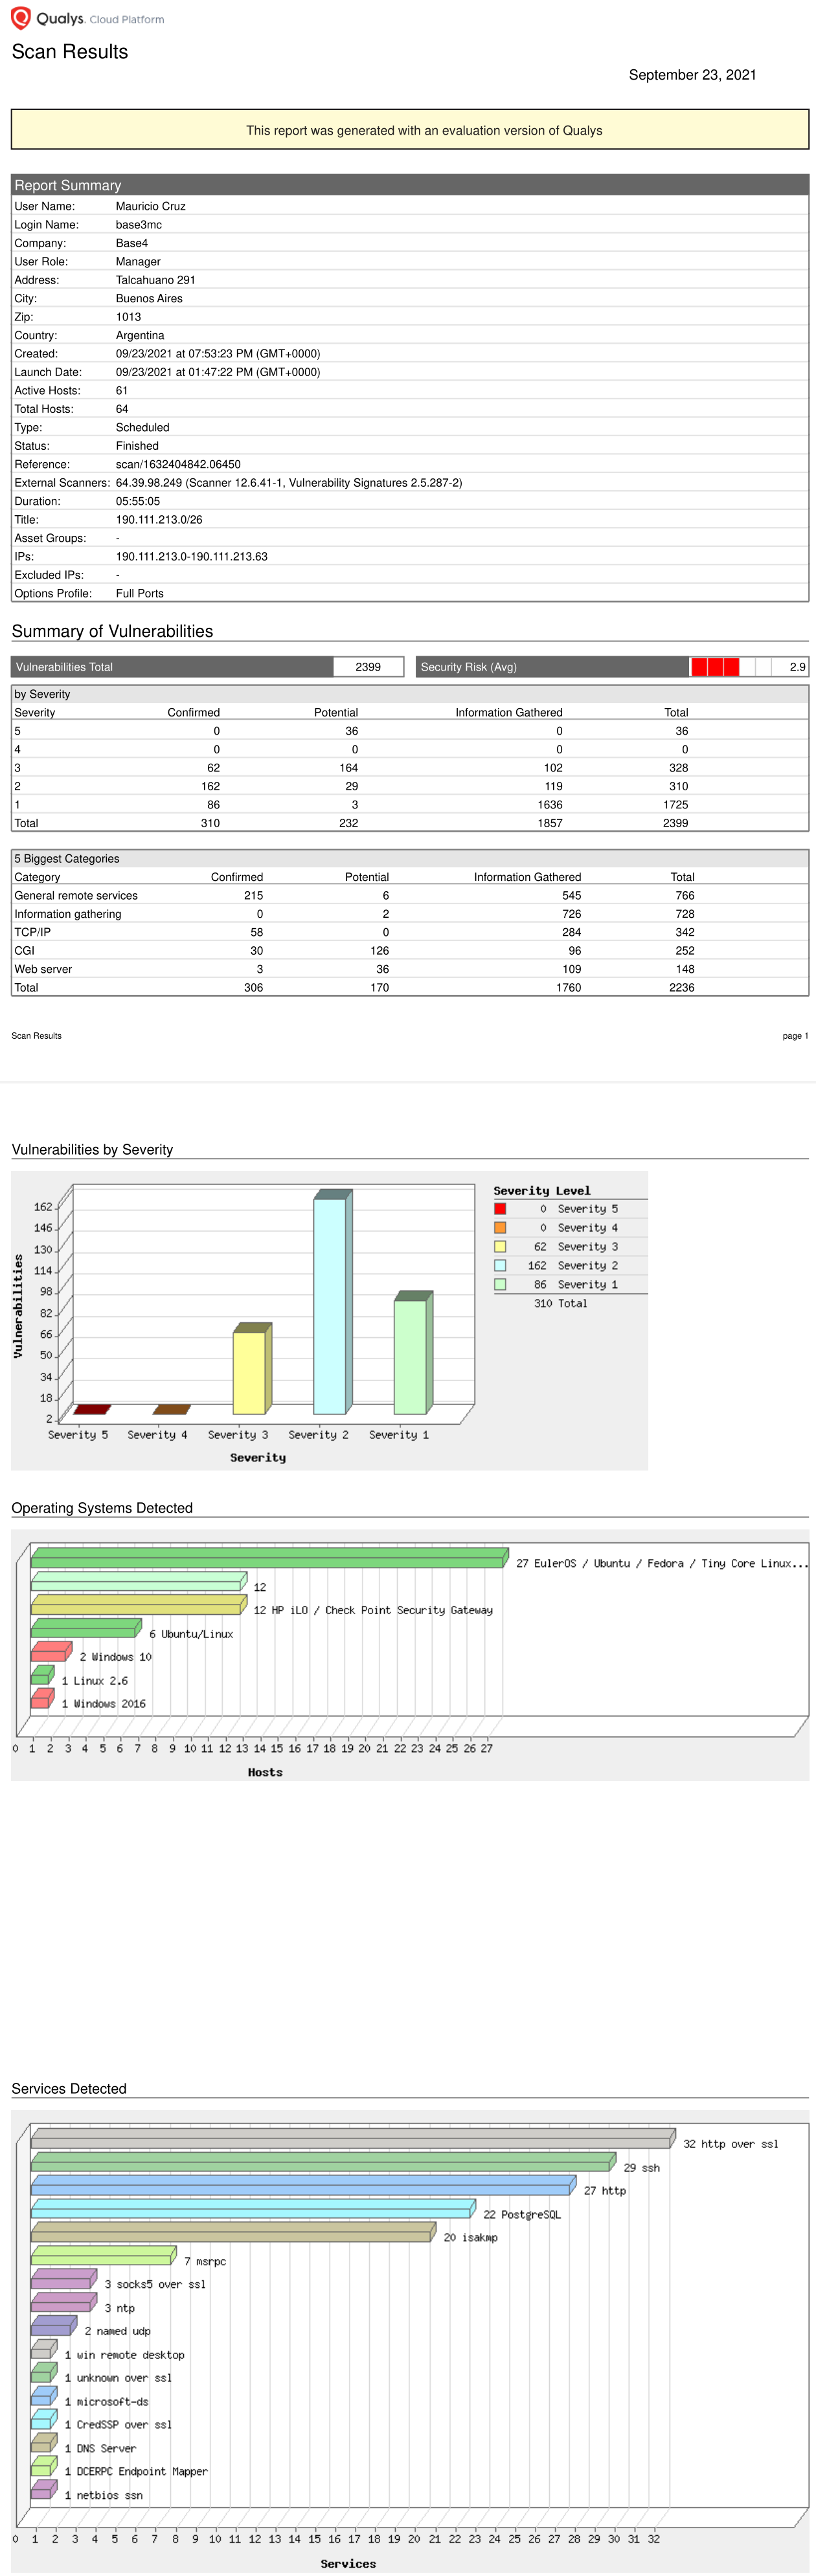 Qualys. Cloud Platform
Scan Results
September 23, 2021
This report was generated with an evaluation version of Qualys
Report Summary
User Name: Mauricio Cruz
Login Name: base3mc
Company: Base4
User Role: Manager
Address: Talcahuano 291
City: Buenos Aires
Zip: 1013
Country: Argentina
Created: 09/23/2021 at 07:53:23 PM (GMT+0000)
Launch Date: 09/23/2021 at 01:47:22 PM (GMT+0000)
Active Hosts: 61
Total Hosts: 64
Type: Scheduled
Status: Finished
Reference: scan/1632404842.06450
External Scanners: 64.39.98.249 (Scanner 12.6.41-1, Vulnerability Signatures 2.5.287-2)
Duration: 05:55:05
Title: 190.111.213.0/26
Asset Groups: -
IPs: 190.111.213.0-190.111.213.63
Excluded IPs: -
Options Profile: Full Ports
Summary of Vulnerabilities
Vulnerabilities Total 2399 Security Risk (Avg) 2.9
by Severity
Severity Confirmed Potential Information Gathered Total
5 0 36 0 36
4 0 0 0 0
3 62 164 102 328
2 162 29 119 310
1 86 3 1636 1725
Total 310 232 1857 2399
5 Biggest Categories
Category Confirmed Potential Information Gathered Total
General remote services 215 6 545 766
Information gathering 0 2 726 728
TCP/IP 58 0 284 342
CGI 30 126 96 252
Web server 3 36 109 148
Total 306 170 1760 2236
Scan Results page 1
Vulnerabilities by Severity
Vulnerabilities
162
146
130
114
98
82
66
50
34
18
2
Severity 5 Severity 4 Severity 3 Severity 2 Severity 1
Severity
Severity Level
0 Severity 5
0 Severity 4
62 Severity 3
162 Severity 2
86 Severity 1
310 Total
Operating Systems Detected
27 EulerOS / Ubuntu / Fedora / Tiny Core Linux...
12
12 HP iLO / Check Point Security Gateway
6 Ubuntu/Linux
2 Windows 10
1 Linux 2.6
1 Windows 2016
0 1 2 3 4 5 6 7 8 9 10 11 12 13 14 15 16 17 18 19 20 21 22 23 24 25 26 27
Hosts
Services Detected
32 http over ssl
29 ssh
27 http
22 PostgreSQL
20 isakmp
7 msrpc
3 socks5 over ssl
3 ntp
2 named udp
1 win remote desktop
1 unknown over ssl
1 microsoft-ds
1 CredSSP over ssl
1 DNS Server
1 DCERPC Endpoint Mapper
1 netbios ssn
0 1 2 3 4 5 6 7 8 9 10 11 12 13 14 15 16 17 18 19 20 21 22 23 24 25 26 27 28 29 30 31 32
Services